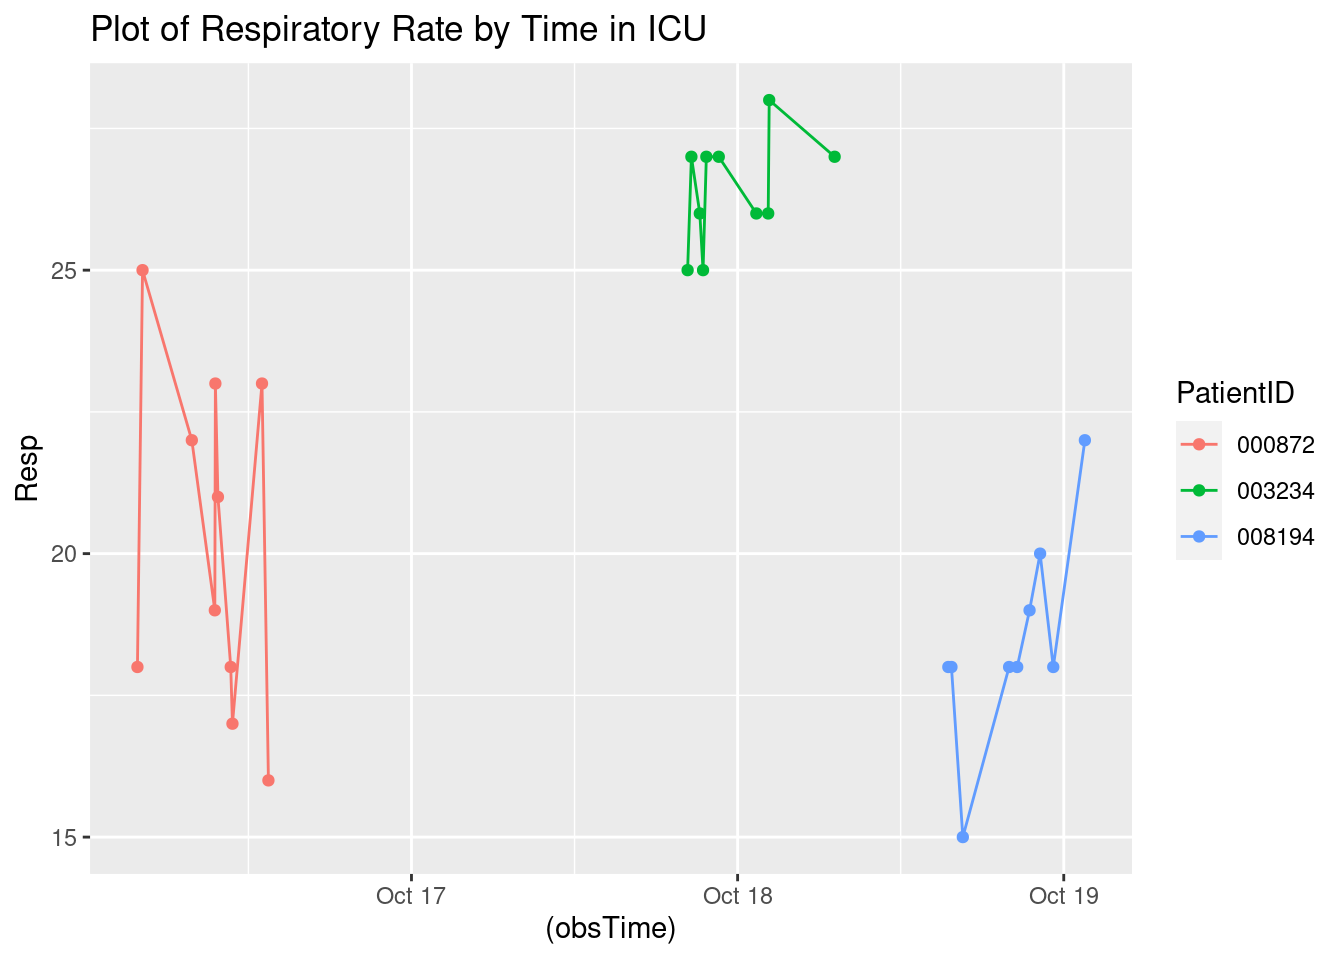 Plot of Respiratory Rate by Time in ICU
25
20
15
Resp
Oct 17
Oct 18
Oct 19
(obsTime)
PatientID
000872
003234
008194